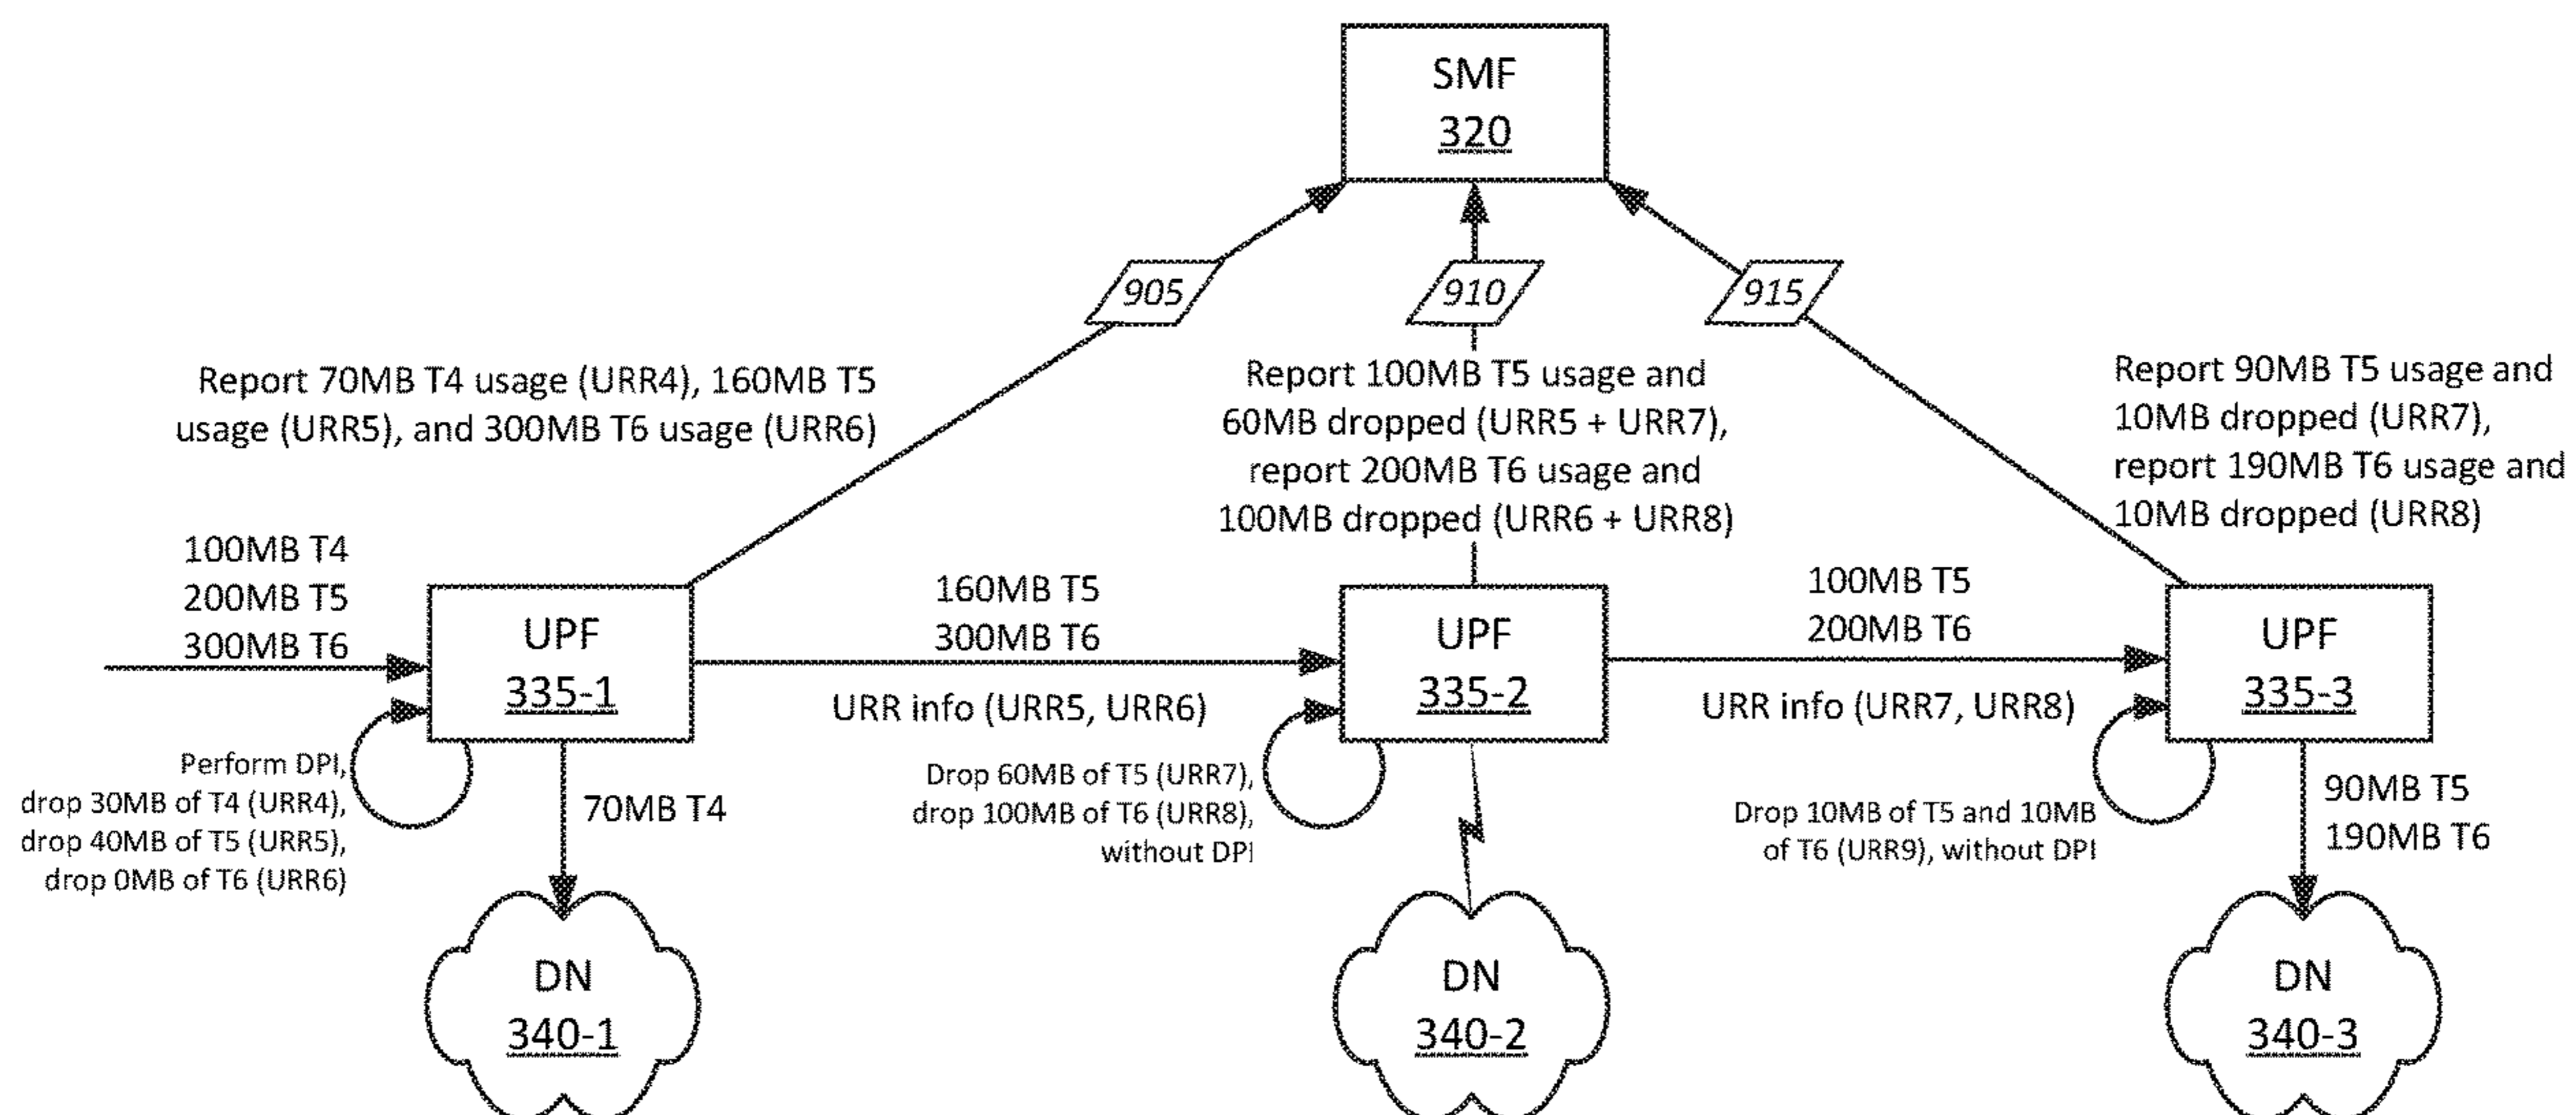 SMF
320
905
910
915
Report 70MB T4 usage (URR4), 160MB T5
usage (URR5), and 300MB T6 usage (URR6)
Report 100MB T5 usage and
60MB dropped (URR5 + URR7),
report 200MB T6 usage and
100MB dropped (URR6 + URR8)
Report 90MB T5 usage and
10MB dropped (URR7),
report 190MB T6 usage and
10MB dropped (URR8)
100MB T4
200MB T5
300MB T6
UPF
335-1
160MB T5
300MB T6
URR info (URR5, URR6)
UPF
335-2
100MB T5
200MB T6
URR info (URR7, URR8)
UPF
335-3
Perform DPI,
drop 30MB of T4 (URR4),
drop 40MB of T5 (URR5),
drop 0MB of T6 (URR6)
70MB T4
Drop 60MB of T5 (URR7),
drop 100MB of T6 (URR8),
without DPI
Drop 10MB of T5 and 10MB
of T6 (URR9), without DPI
90MB T5
190MB T6
DN
340-1
DN
340-2
DN
340-3